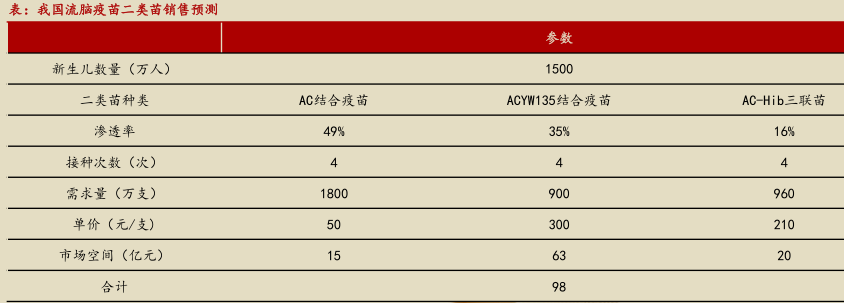 表：我国流脑疫苗二类苗销售预测
参数
新生儿数量（万人） 1500
二类苗种类 AC结合疫苗 ACYW135结合疫苗 AC-Hib三联苗
渗透率 49% 35% 16%
接种次数（次） 4 4 4
需求量（万支） 1800 900 960
单价（元/支) 50 300 210
市场空间（亿元） 15 63 20
合计 98